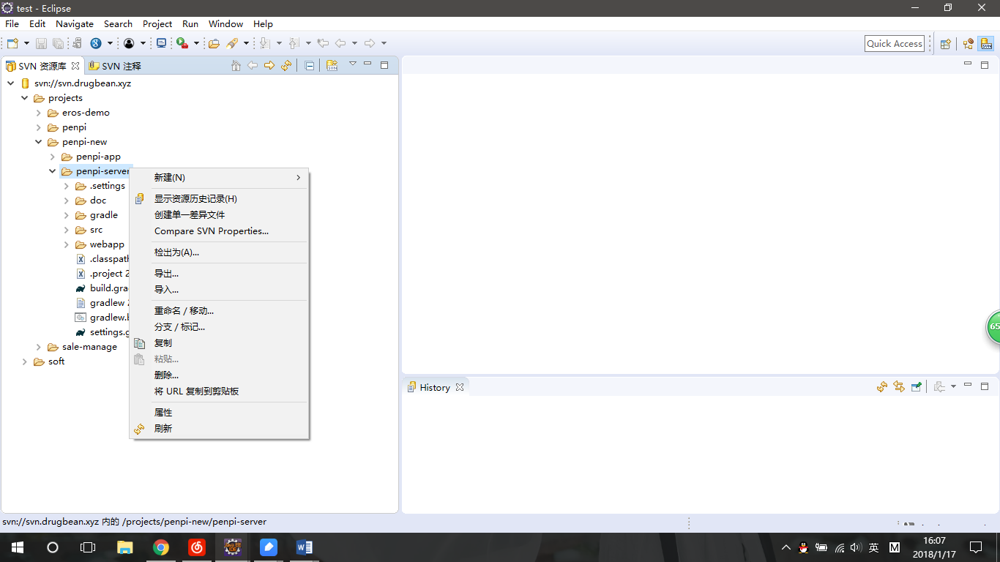 test - Eclipse
File Edit Navigate Search Project Run Window Help
Quick Access
SVN 资源库 SVN 注释
svn://svn.drugbean.xyz
projects
eros-demo
penpi
penpi-new
penpi-app
penpi-server
.settings
doc
gradle
src
webapp
.classpath
.project 2
build.gra
gradlew 2
gradlew.b
settings.g
sale-manage
soft
新建(N)
显示资源历史记录(H)
创建单一差异文件
Compare SVN Properties...
检出为(A)...
导出...
导入...
重命名 / 移动...
分支 / 标记...
复制
粘贴...
删除...
将 URL 复制到剪贴板
属性
刷新
History
65
svn://svn.drugbean.xyz 内的 /projects/penpi-new/penpi-server
英 M
16:07
2018/1/17